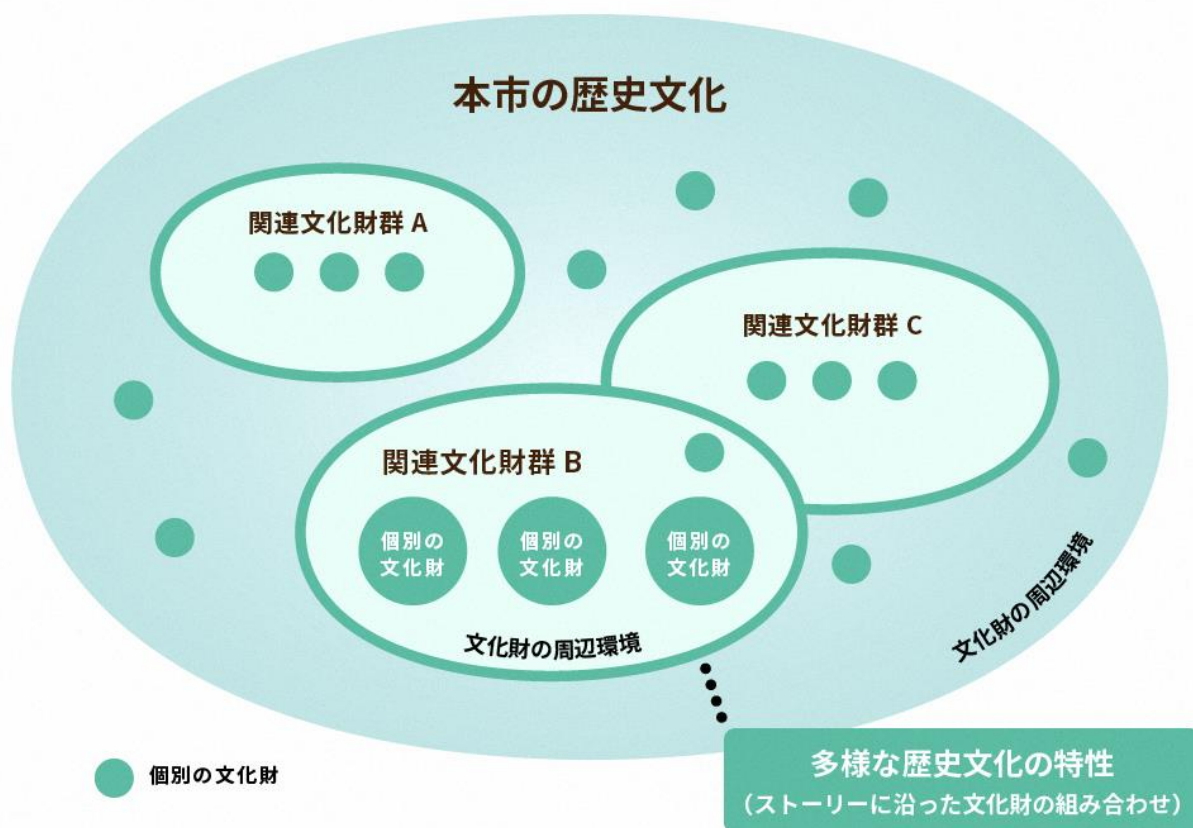 本市の歴史文化
関連文化財群 A
関連文化財群 C
関連文化財群 B
個別の
文化財
個別の
文化財
個別の
文化財
文化財の周辺環境
文化財の周辺環境
個別の文化財
多様な歴史文化の特性
（ストーリーに沿った文化財の組み合わせ）